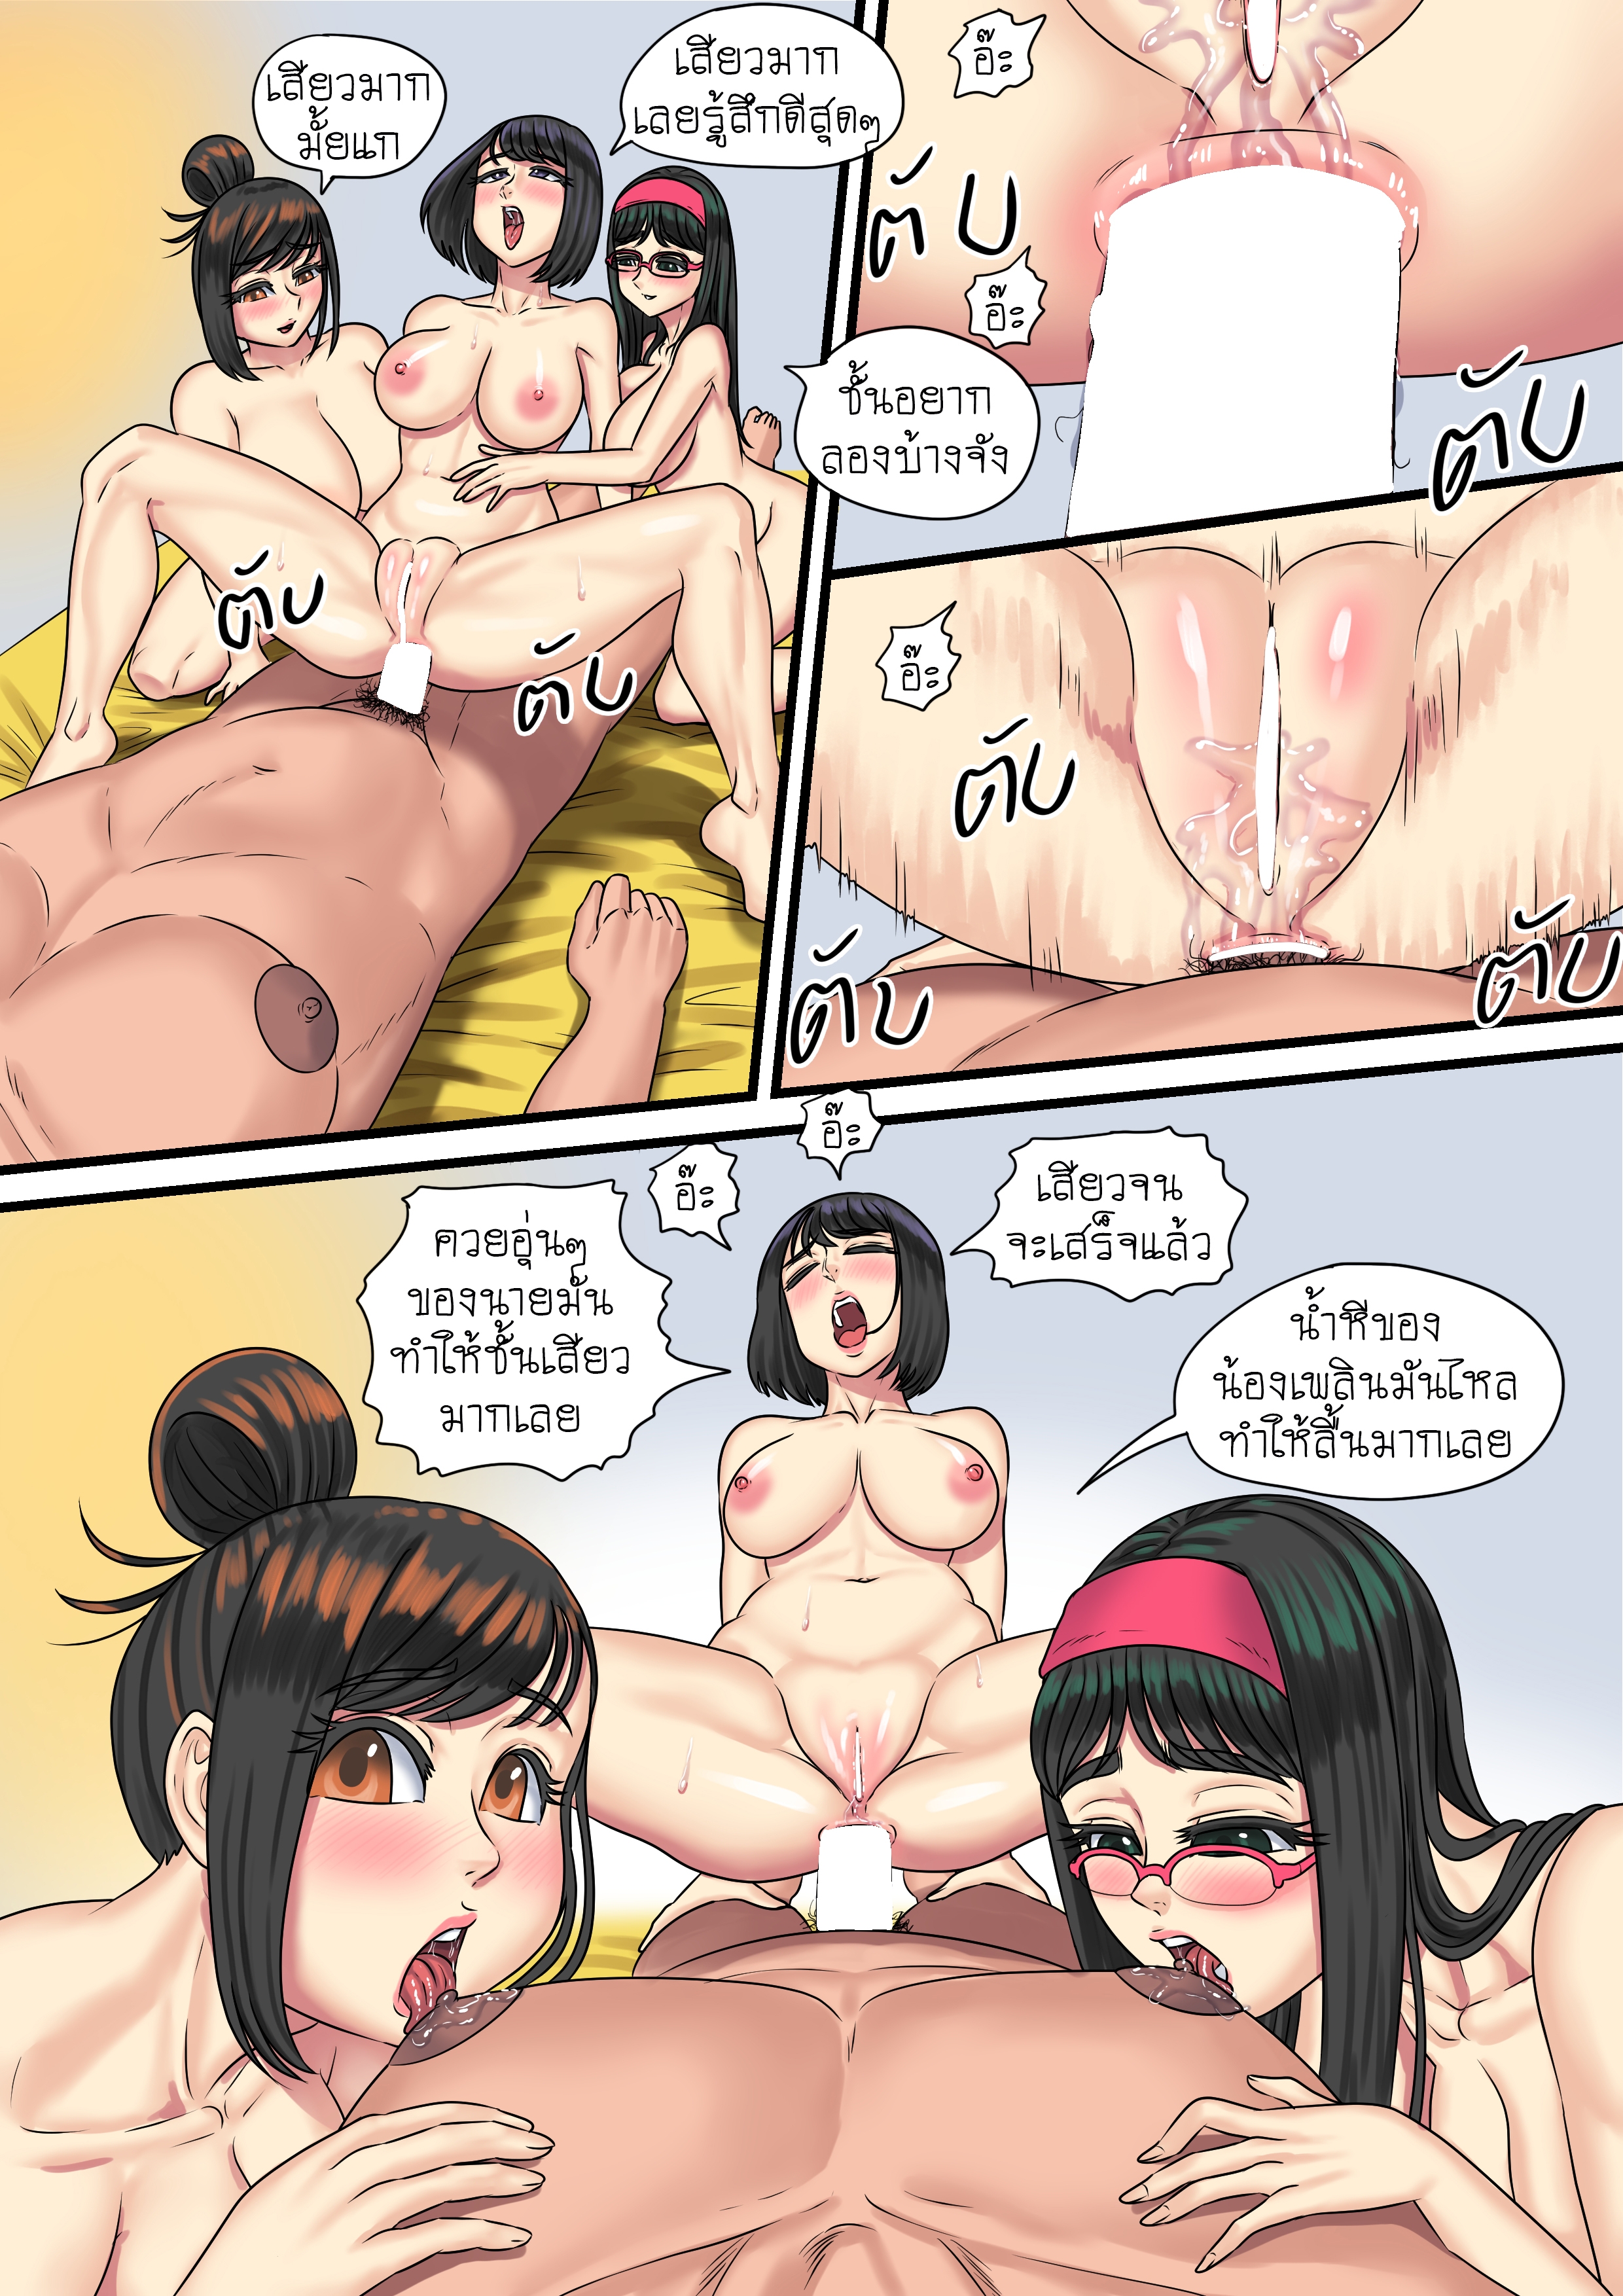 เสียวมาก
มั้ยแก
เสียวมาก
เลยรู้สึกดีสุดๆ
ตับ
ตับ
อ๊ะ
ตับ
อ๊ะ
ชั้นอยาก
ลองบ้างจัง
ตับ
อ๊ะ
ตับ
ตับ
ตับ
อ๊ะ
อ๊ะ
ควยอุ่นๆ
ของนายมัน
ทำให้ชั้นเสียว
มากเลย
เสียวจน
จะเสร็จแล้ว
น้ำหีของ
น้องเพลินมันไหล
ทำให้ลื่นมากเลย